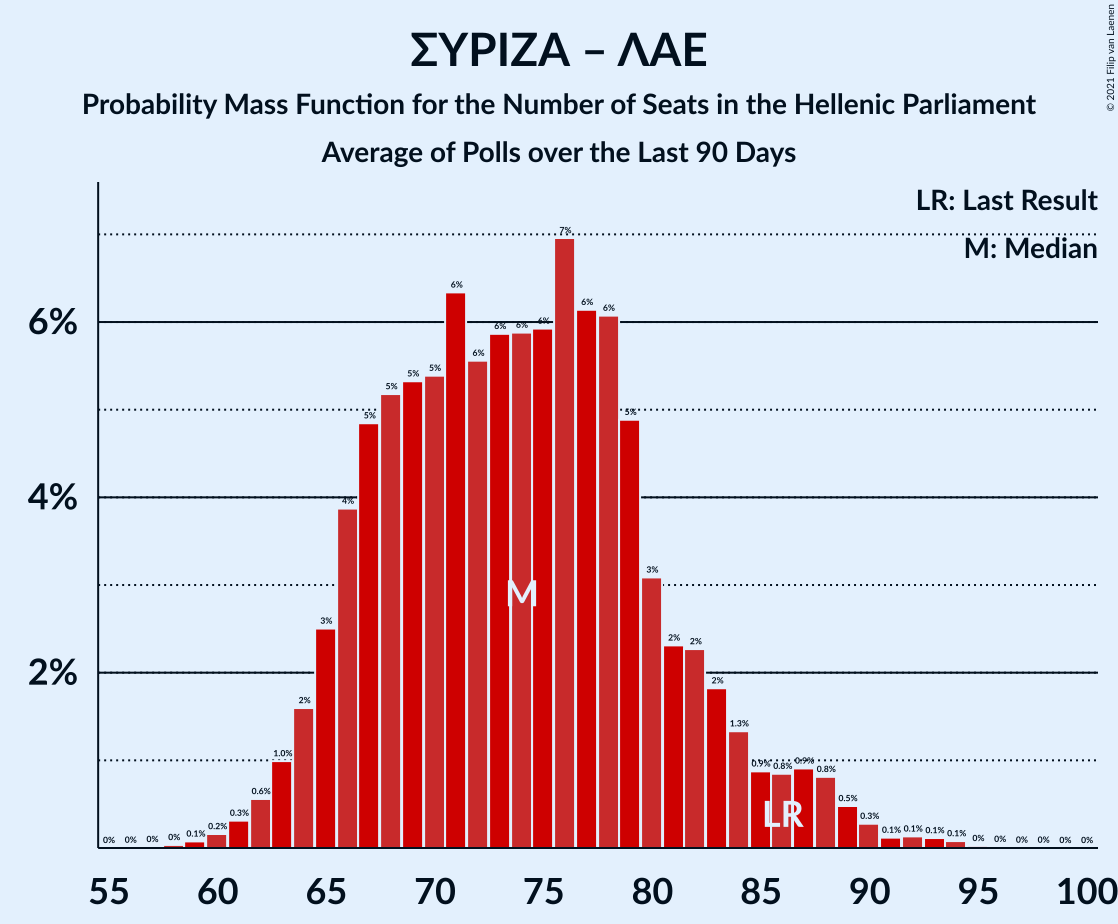 ΣΥΡΙΖΑ – ΛΑΕ
Probability Mass Function for the Number of Seats in the Hellenic Parliament
Average of Polls over the Last 90 Days
© 2021 Filip van Laenen
LR: Last Result
M: Median
6%
4%
2%
0% 0% 0% 0% 0.1% 0.2% 0.3% 0.6% 1.0% 2% 3% 4% 5% 5% 5% 5% 6% 6% 6% 6% 6% 7% 6% 6% 5% 3% 2% 2% 2% 1.3% 0.9% 0.8% 0.9% 0.8% 0.5% 0.3% 0.1% 0.1% 0.1% 0.1% 0% 0% 0% 0% 0% 0%
M
LR
55 60 65 70 75 80 85 90 95 100